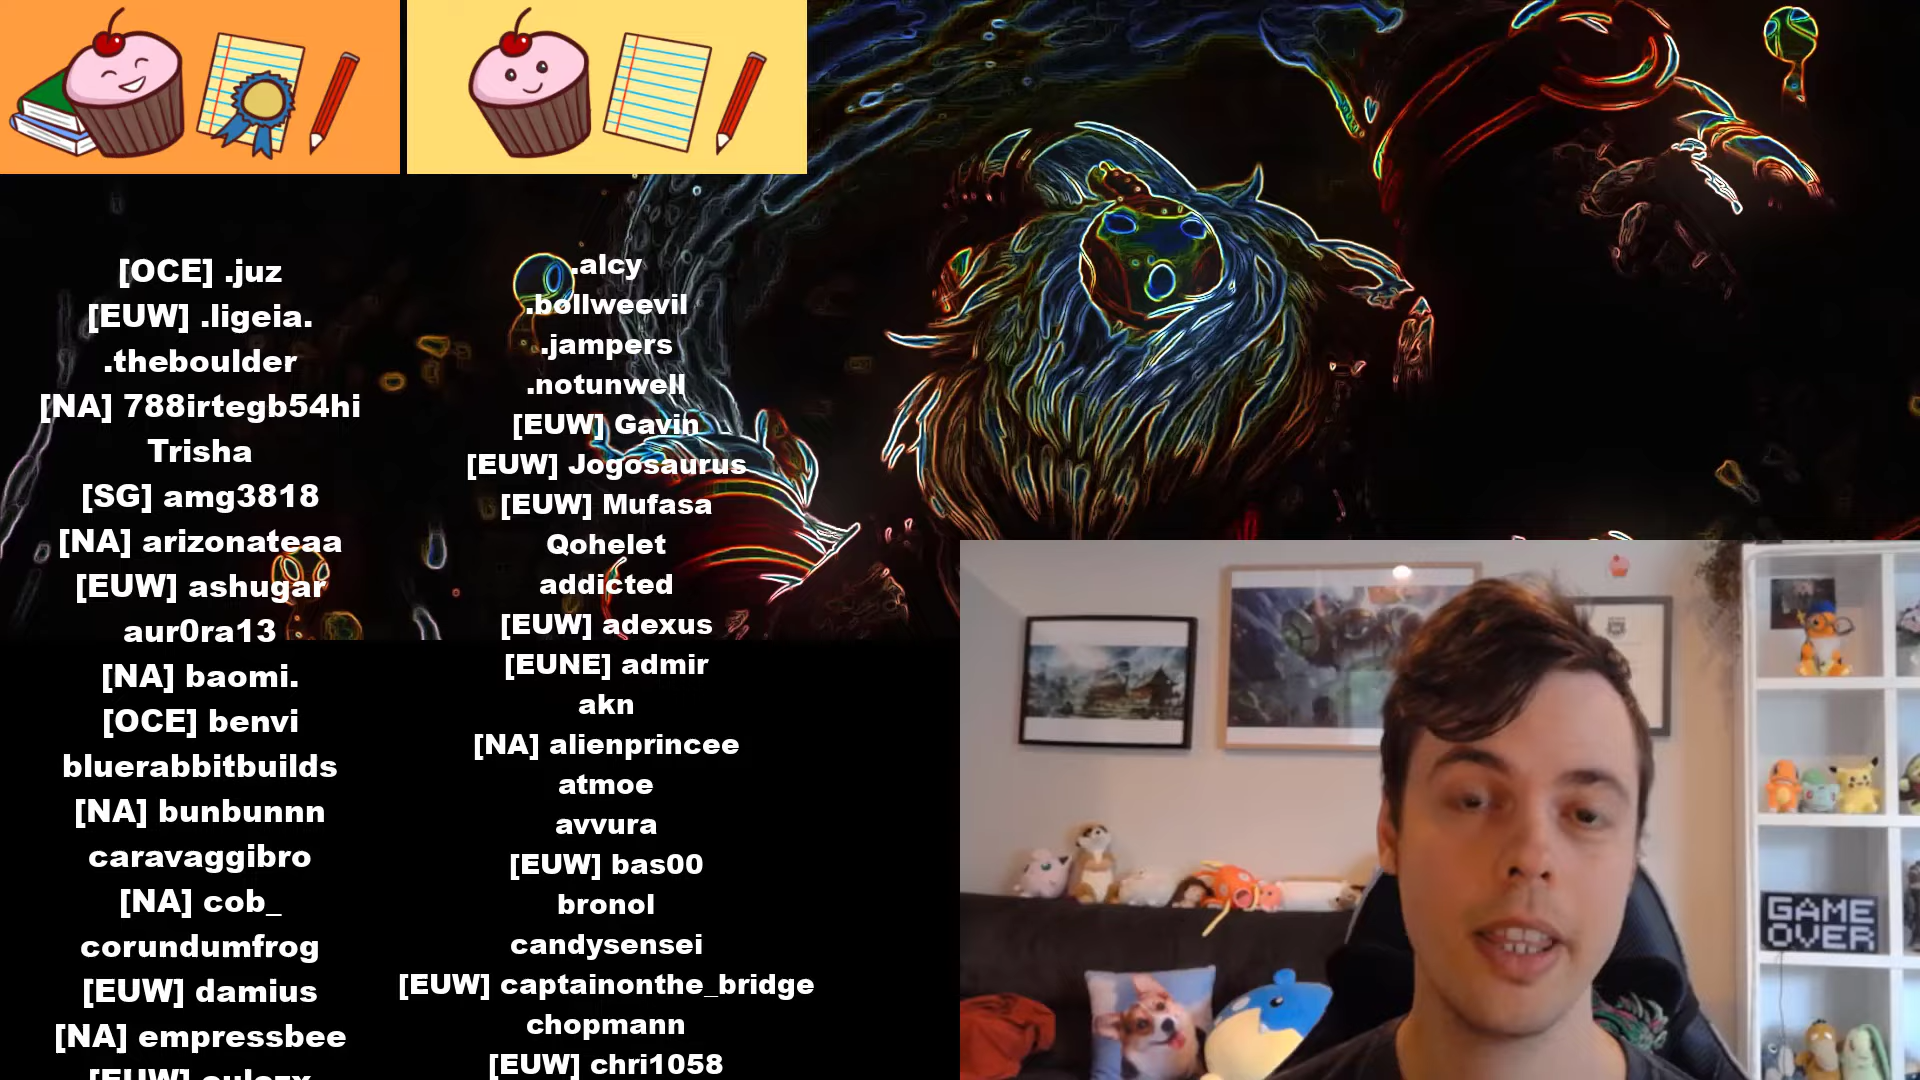 [OCE] .juz
[EUW] .ligeia.
.theboulder
[NA] 788irtegb54hi
Trisha
[SG] amg3818
[NA] arizonateaa
[EUW] ashugar
aur0ra13
[NA] baomi.
[OCE] benvi
bluerabbitbuilds
[NA] bunbunnn
caravaggibro
[NA] cob_
corundumfrog
[EUW] damius
[NA] empressbee
[EUW]
.alcy
.bollweevil
.jampers
.notunwell
[EUW] Gavin
[EUW] Jogosaurus
[EUW] Mufasa
Qohelet
addicted
[EUW] adexus
[EUNE] admir
akn
[NA] alienprincee
atmoe
avvura
[EUW] bas00
bronol
candysensei
[EUW] captainonthe_bridge
chopmann
[EUW] chri1058
GAME
OVER